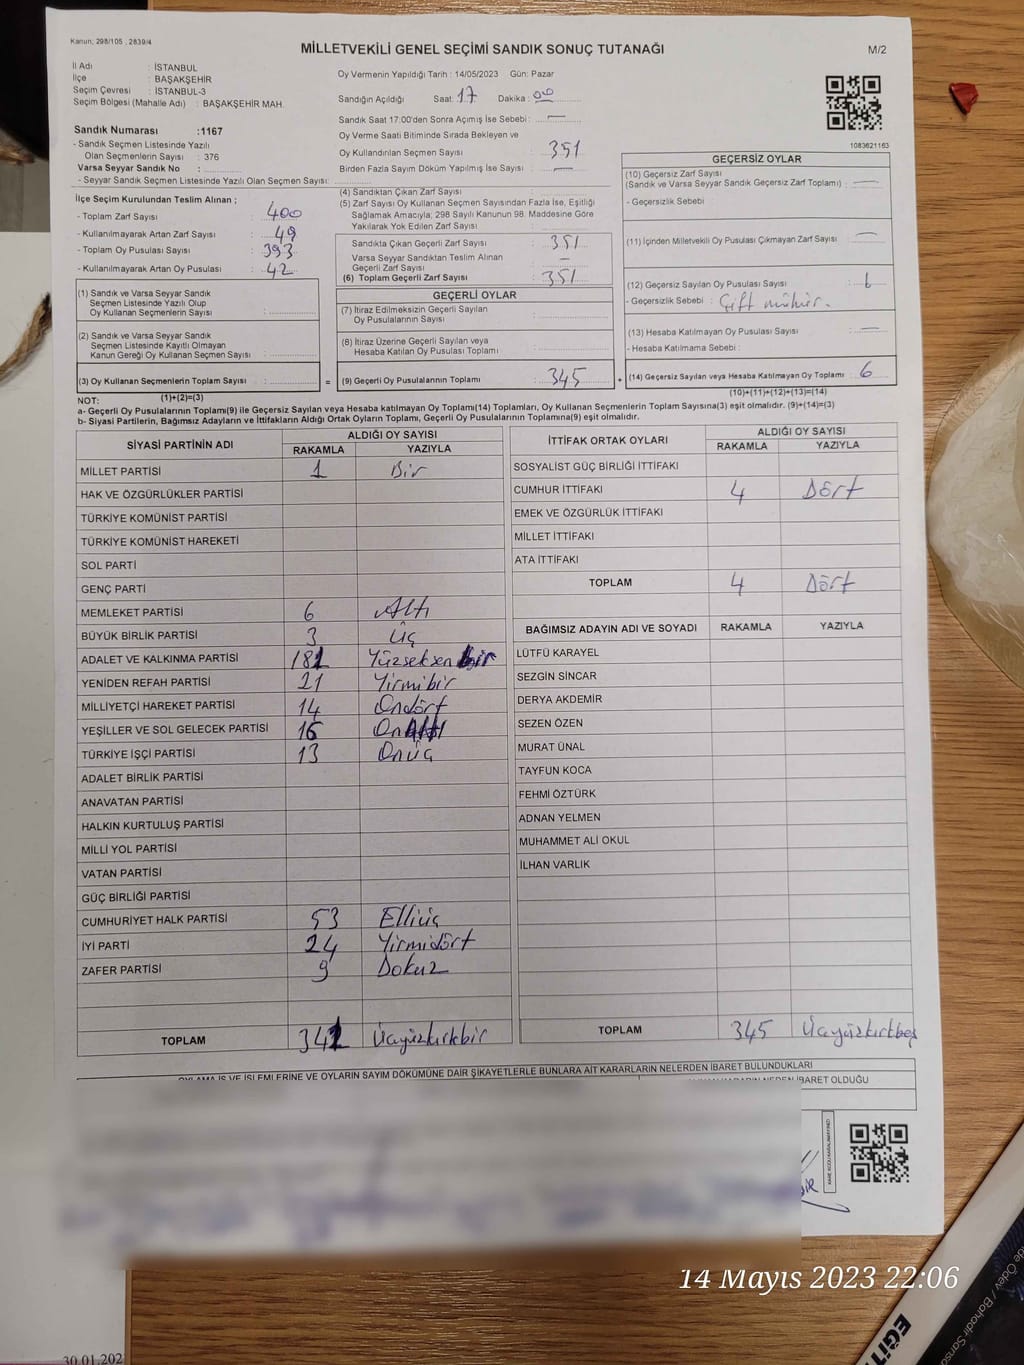 Kanun; 298/105 , 2839/4
MİLLETVEKİLİ GENEL SEÇİMİ SANDIK SONUÇ TUTANAĞI
M/2
İl Adı : İSTANBUL
İlçe : BAŞAKŞEHİR
Seçim Çevresi : İSTANBUL-3
Seçim Bölgesi (Mahalle Adı) : BAŞAKŞEHİR MAH.
Sandık Numarası :1167
- Sandık Seçmen Listesinde Yazılı
Olan Seçmenlerin Sayısı : 376
Varsa Seyyar Sandık No :
- Seyyar Sandık Seçmen Listesinde Yazılı Olan Seçmen Sayısı:
Oy Vermenin Yapıldığı Tarih : 14/05/2023 Gün: Pazar
Sandığın Açıldığı Saat: 17 Dakika : 00
Sandık Saat 17:00'den Sonra Açımış İse Sebebi : —
Oy Verme Saati Bitiminde Sırada Bekleyen ve
Oy Kullandırılan Seçmen Sayısı : 351
Birden Fazla Sayım Döküm Yapılmış İse Sayısı : —
1083621163
İlçe Seçim Kurulundan Teslim Alınan ;
- Toplam Zarf Sayısı : 400
- Kullanılmayarak Artan Zarf Sayısı : 49
- Toplam Oy Pusulası Sayısı : 393
- Kullanılmayarak Artan Oy Pusulası : 42
(1) Sandık ve Varsa Seyyar Sandık
Seçmen Listesinde Yazılı Olup
Oy Kullanan Seçmenlerin Sayısı :
(2) Sandık ve Varsa Seyyar Sandık
Seçmen Listesinde Kayıtlı Olmayan
Kanun Gereği Oy Kullanan Seçmen Sayısı :
(3) Oy Kullanan Seçmenlerin Toplam Sayısı : =
(1)+(2)=(3)
(4) Sandıktan Çıkan Zarf Sayısı :
(5) Zarf Sayısı Oy Kullanan Seçmen Sayısından Fazla İse, Eşitliği
Sağlamak Amacıyla; 298 Sayılı Kanunun 98. Maddesine Göre
Yakılarak Yok Edilen Zarf Sayısı :
Sandıkta Çıkan Geçerli Zarf Sayısı : 351
Varsa Seyyar Sandıktan Teslim Alınan
Geçerli Zarf Sayısı : —
(6) Toplam Geçerli Zarf Sayısı : 351
GEÇERLİ OYLAR
(7) İtiraz Edilmeksizin Geçerli Sayılan
Oy Pusulalarının Sayısı :
(8) İtiraz Üzerine Geçerli Sayılan veya
Hesaba Katılan Oy Pusulası Toplamı :
(9) Geçerli Oy Pusulalarının Toplamı : 345 +
GEÇERSİZ OYLAR
(10) Geçersiz Zarf Sayısı
(Sandık ve Varsa Seyyar Sandık Geçersiz Zarf Toplamı) : —
- Geçersizlik Sebebi :
(11) İçinden Milletvekili Oy Pusulası Çıkmayan Zarf Sayısı : —
(12) Geçersiz Sayılan Oy Pusulası Sayısı : 6
- Geçersizlik Sebebi : Çift mühür.
(13) Hesaba Katılmayan Oy Pusulası Sayısı : —
- Hesaba Katılmama Sebebi :
(14) Geçersiz Sayılan veya Hesaba Katılmayan Oy Toplamı : 6
(10)+(11)+(12)+(13)=(14)
NOT:
a- Geçerli Oy Pusulalarının Toplamı(9) ile Geçersiz Sayılan veya Hesaba katılmayan Oy Toplamı(14) Toplamları, Oy Kullanan Seçmenlerin Toplam Sayısına(3) eşit olmalıdır. (9)+(14)=(3)
b- Siyasi Partilerin, Bağımsız Adayların ve İttifakların Aldığı Oyların Toplamı, Geçerli Oy Pusulalarının Toplamına(9) eşit olmalıdır.
SİYASİ PARTİNİN ADI
ALDIĞI OY SAYISI
RAKAMLA YAZIYLA
MİLLET PARTİSİ 1 Bir
HAK VE ÖZGÜRLÜKLER PARTİSİ
TÜRKİYE KOMÜNİST PARTİSİ
TÜRKİYE KOMÜNİST HAREKETİ
SOL PARTİ
GENÇ PARTİ
MEMLEKET PARTİSİ 6 Altı
BÜYÜK BİRLİK PARTİSİ 3 Üç
ADALET VE KALKINMA PARTİSİ 181 Yüzseksen bir
YENİDEN REFAH PARTİSİ 21 Yirmibir
MİLLİYETÇİ HAREKET PARTİSİ 14 Ondört
YEŞİLLER VE SOL GELECEK PARTİSİ 16 Onaltı
TÜRKİYE İŞÇİ PARTİSİ 13 Onüç
ADALET BİRLİK PARTİSİ
ANAVATAN PARTİSİ
HALKIN KURTULUŞ PARTİSİ
MİLLİ YOL PARTİSİ
VATAN PARTİSİ
GÜÇ BİRLİĞİ PARTİSİ
CUMHURİYET HALK PARTİSİ 53 Elliüç
İYİ PARTİ 24 Yirmidört
ZAFER PARTİSİ 9 Dokuz
TOPLAM 341 Üçyüzkırkbir
İTTİFAK ORTAK OYLARI
ALDIĞI OY SAYISI
RAKAMLA YAZIYLA
SOSYALİST GÜÇ BİRLİĞİ İTTİFAKI
CUMHUR İTTİFAKI 4 Dört
EMEK VE ÖZGÜRLÜK İTTİFAKI
MİLLET İTTİFAKI
ATA İTTİFAKI
TOPLAM 4 Dört
BAĞIMSIZ ADAYIN ADI VE SOYADI RAKAMLA YAZIYLA
LÜTFÜ KARAYEL
SEZGİN SİNCAR
DERYA AKDEMİR
SEZEN ÖZEN
MURAT ÜNAL
TAYFUN KOCA
FEHMİ ÖZTÜRK
ADNAN YELMEN
MUHAMMET ALİ OKUL
İLHAN VARLIK
TOPLAM 345 Üçyüzkırkbeş
OYLAMA İŞ VE İŞLEMLERİNE VE OYLARIN SAYIM DÖKÜMÜNE DAİR ŞİKAYETLERLE BUNLARA AİT KARARLARIN NELERDEN İBARET BULUNDUKLARI
İBARET OLDUĞU
14 Mayıs 2023 22:06
30.01.202
EĞİT
de Ödev / Bahadır